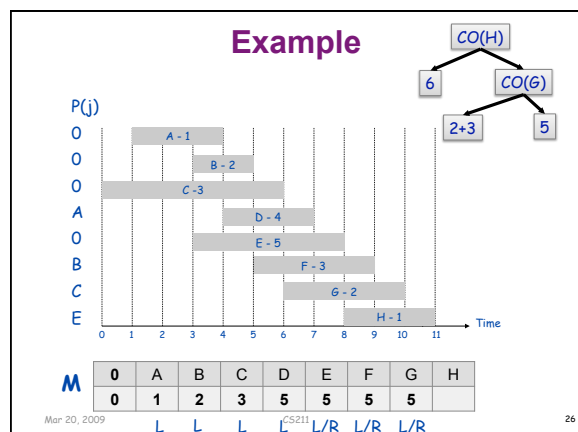 Example
CO(H)
6
CO(G)
2+3
5
P(j)
0
A - 1
0
B - 2
0
C -3
A
D - 4
0
E - 5
B
F - 3
C
G - 2
E
H - 1
Time
0 1 2 3 4 5 6 7 8 9 10 11
M
0 A B C D E F G H
0 1 2 3 5 5 5 5
L L L L L/R L/R L/R
Mar 20, 2009
CS211
26